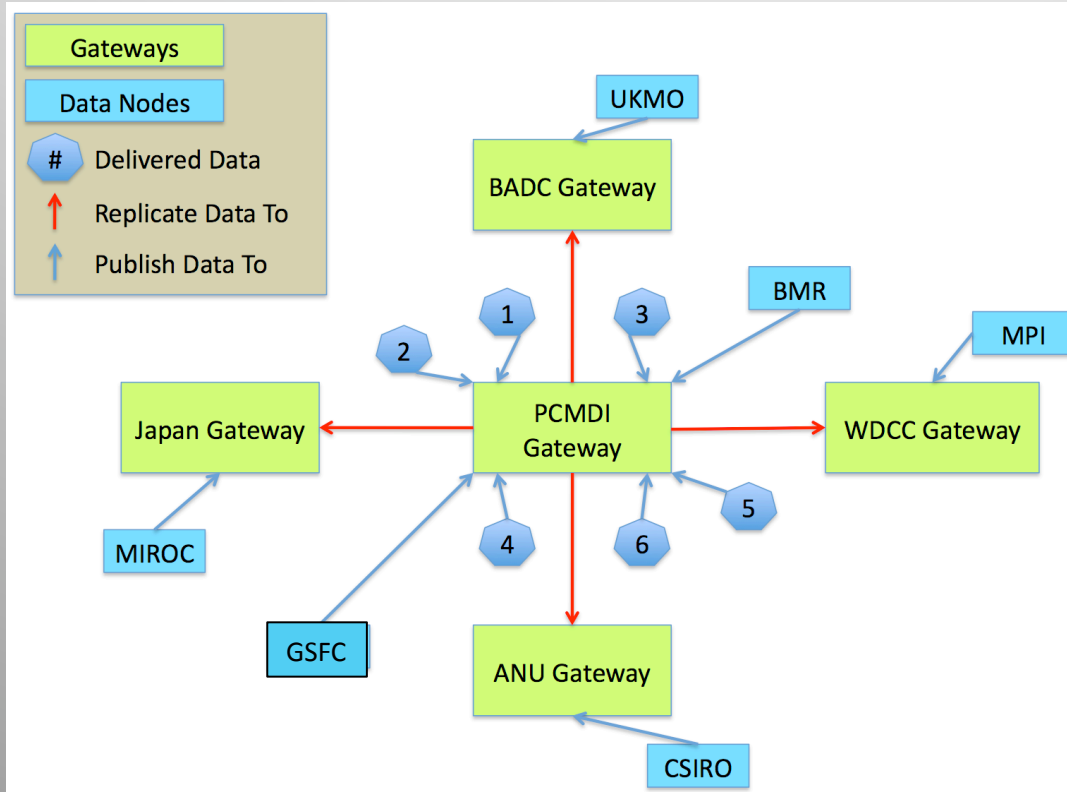 Gateways
Data Nodes
# Delivered Data
Replicate Data To
Publish Data To
UKMO
BADC Gateway
BMR
MPI
1
3
2
Japan Gateway
PCMDI
Gateway
WDCC Gateway
MIROC
4
6
5
GSFC
ANU Gateway
CSIRO